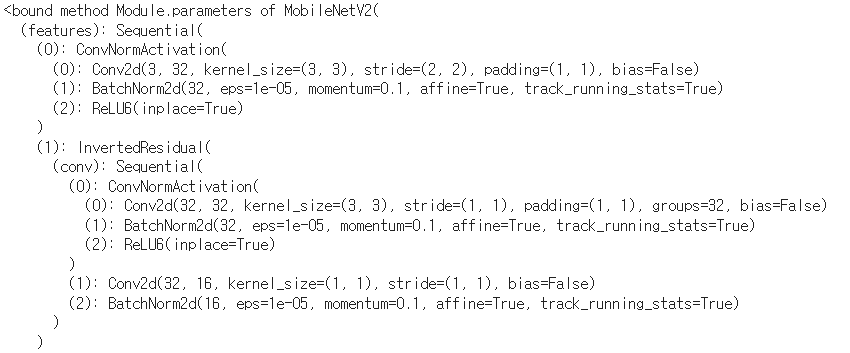 <bound method Module.parameters of MobileNetV2(
  (features): Sequential(
    (0): ConvNormActivation(
      (0): Conv2d(3, 32, kernel_size=(3, 3), stride=(2, 2), padding=(1, 1), bias=False)
      (1): BatchNorm2d(32, eps=1e-05, momentum=0.1, affine=True, track_running_stats=True)
      (2): ReLU6(inplace=True)
    )
    (1): InvertedResidual(
      (conv): Sequential(
        (0): ConvNormActivation(
          (0): Conv2d(32, 32, kernel_size=(3, 3), stride=(1, 1), padding=(1, 1), groups=32, bias=False)
          (1): BatchNorm2d(32, eps=1e-05, momentum=0.1, affine=True, track_running_stats=True)
          (2): ReLU6(inplace=True)
        )
        (1): Conv2d(32, 16, kernel_size=(1, 1), stride=(1, 1), bias=False)
        (2): BatchNorm2d(16, eps=1e-05, momentum=0.1, affine=True, track_running_stats=True)
      )
    )